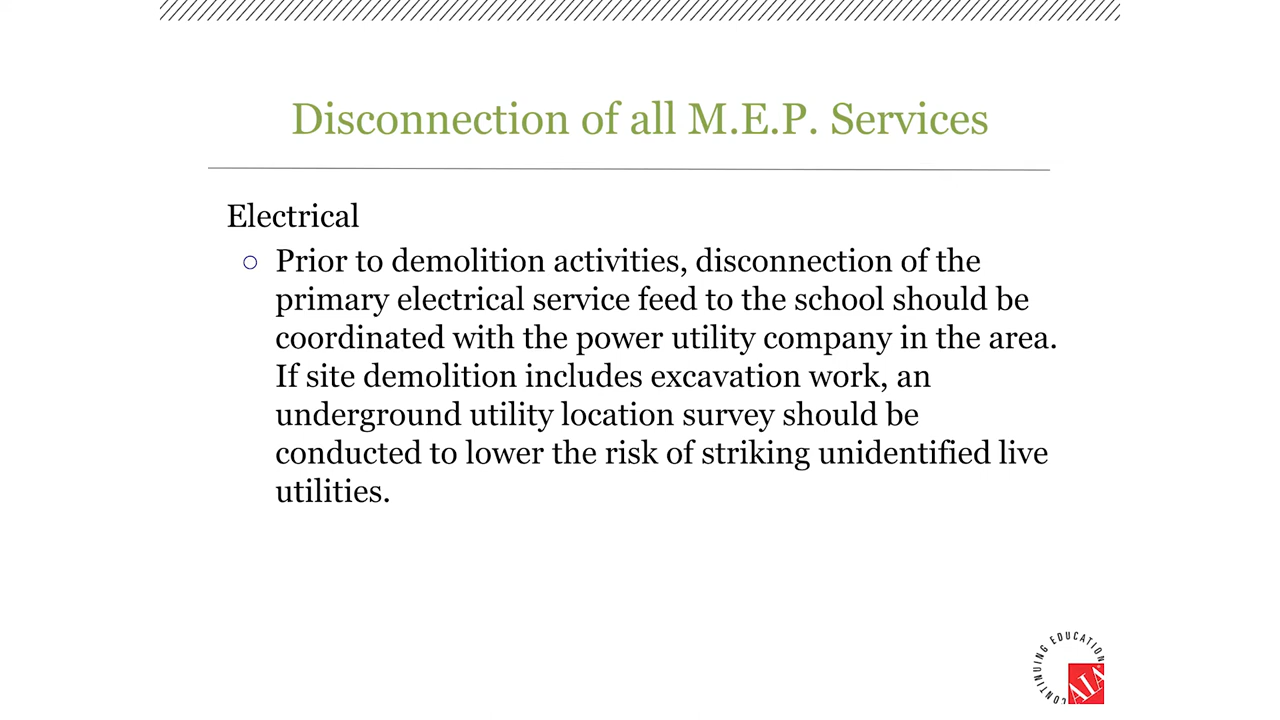 Disconnection of all M.E.P. Services
Electrical
Prior to demolition activities, disconnection of the
primary electrical service feed to the school should be
coordinated with the power utility company in the area.
If site demolition includes excavation work, an
underground utility location survey should be
conducted to lower the risk of striking unidentified live
utilities.
CONTINUING EDUCATION
AIA